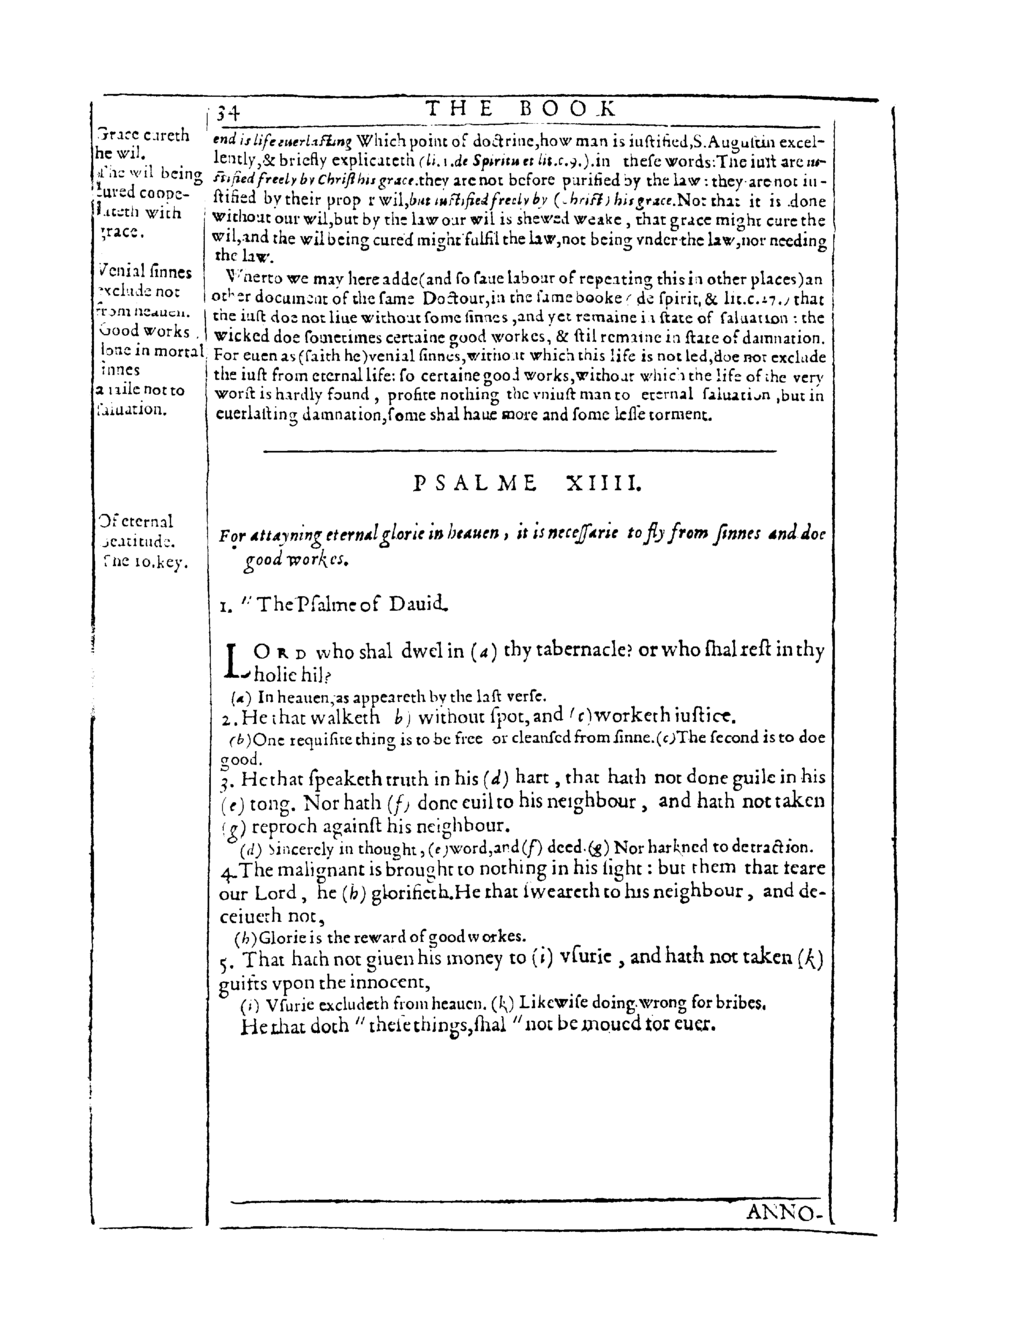 34
THE BOOK
Grace cureth
he wil.
The wil being
cured coope-
rateth with
grace.
Venial sinnes
exclude not
from heauen.
Good works
done in mortal
sinnes
auaile not to
saluation.
end is life euerlaſting Which point of doctrine,how man is iuſtified,S.Auguſtin excel-
lently,& briefly explicateth (li.1.de Spiritu et lit.c.9.).in theſe words:The iuſt are iu-
ſtified freely by Chriſt his grace.they are not before purified by the law:they are not iu-
ſtified by their prop r wil,but iuſtified freely by (Chriſt) his grace.Not that it is done
without our wil,but by the law our wil is shewed weake, that grace might cure the
wil,and the wil being cured might fulfil the law,not being vnder the law,nor needing
the law.
Wherto we may here adde(and ſo ſaue labour of repeating this in other places)an
other document of the ſame Doctour,in the ſame booke (de ſpirit,& lit.c.27.) that
the iuſt doe not liue without ſome ſinnes,and yet remaine in ſtate of ſaluation : the
wicked doe ſometimes certaine good workes, & ſtil remaine in ſtate of damnation.
For euen as(ſaith he)venial ſinnes,without which this life is not led,doe not exclude
the iuſt from eternal life: ſo certaine good works,without which the life of the very
worſt is hardly found, profite nothing the vniuſt man to eternal ſaluation,but in
euerlaſting damnation,ſome shal haue more and ſome leſſe torment.
PSALME XIIII.
Of eternal
beatitude.
The 10.key.
For attayning eternal glorie in heauen, it is neceſſarie to fly from ſinnes and doe
good workes.
1. " The Pſalme of Dauid.
LORD who shal dwel in (a) thy tabernacle? or who ſhal reſt in thy
holie hil?
(a) In heauen,as appeareth by the laſt verſe.
2. He that walketh b) without ſpot,and (c)worketh iuſtice.
(b)One requiſite thing is to be free or cleanſed from ſinne.(c)The ſecond is to doe
good.
3. He that ſpeaketh truth in his (d) hart, that hath not done guile in his
(e) tong. Nor hath (f) done euil to his neighbour, and hath not taken
(g) reproch againſt his neighbour.
(d) Sincerely in thought,(e)word,and(f) deed.(g) Nor harkned to detraction.
4. The malignant is brought to nothing in his ſight : but them that feare
our Lord, he (h) glorifieth.He that ſweareth to his neighbour, and de-
ceiueth not,
(h)Glorie is the reward of good workes.
5. That hath not giuen his money to (i) vſurie, and hath not taken (k)
guifts vpon the innocent,
(i) Vſurie excludeth from heauen. (k) Likewiſe doing wrong for bribes.
He that doth " theſe things,ſhal " not be moued for euer.
ANNO-